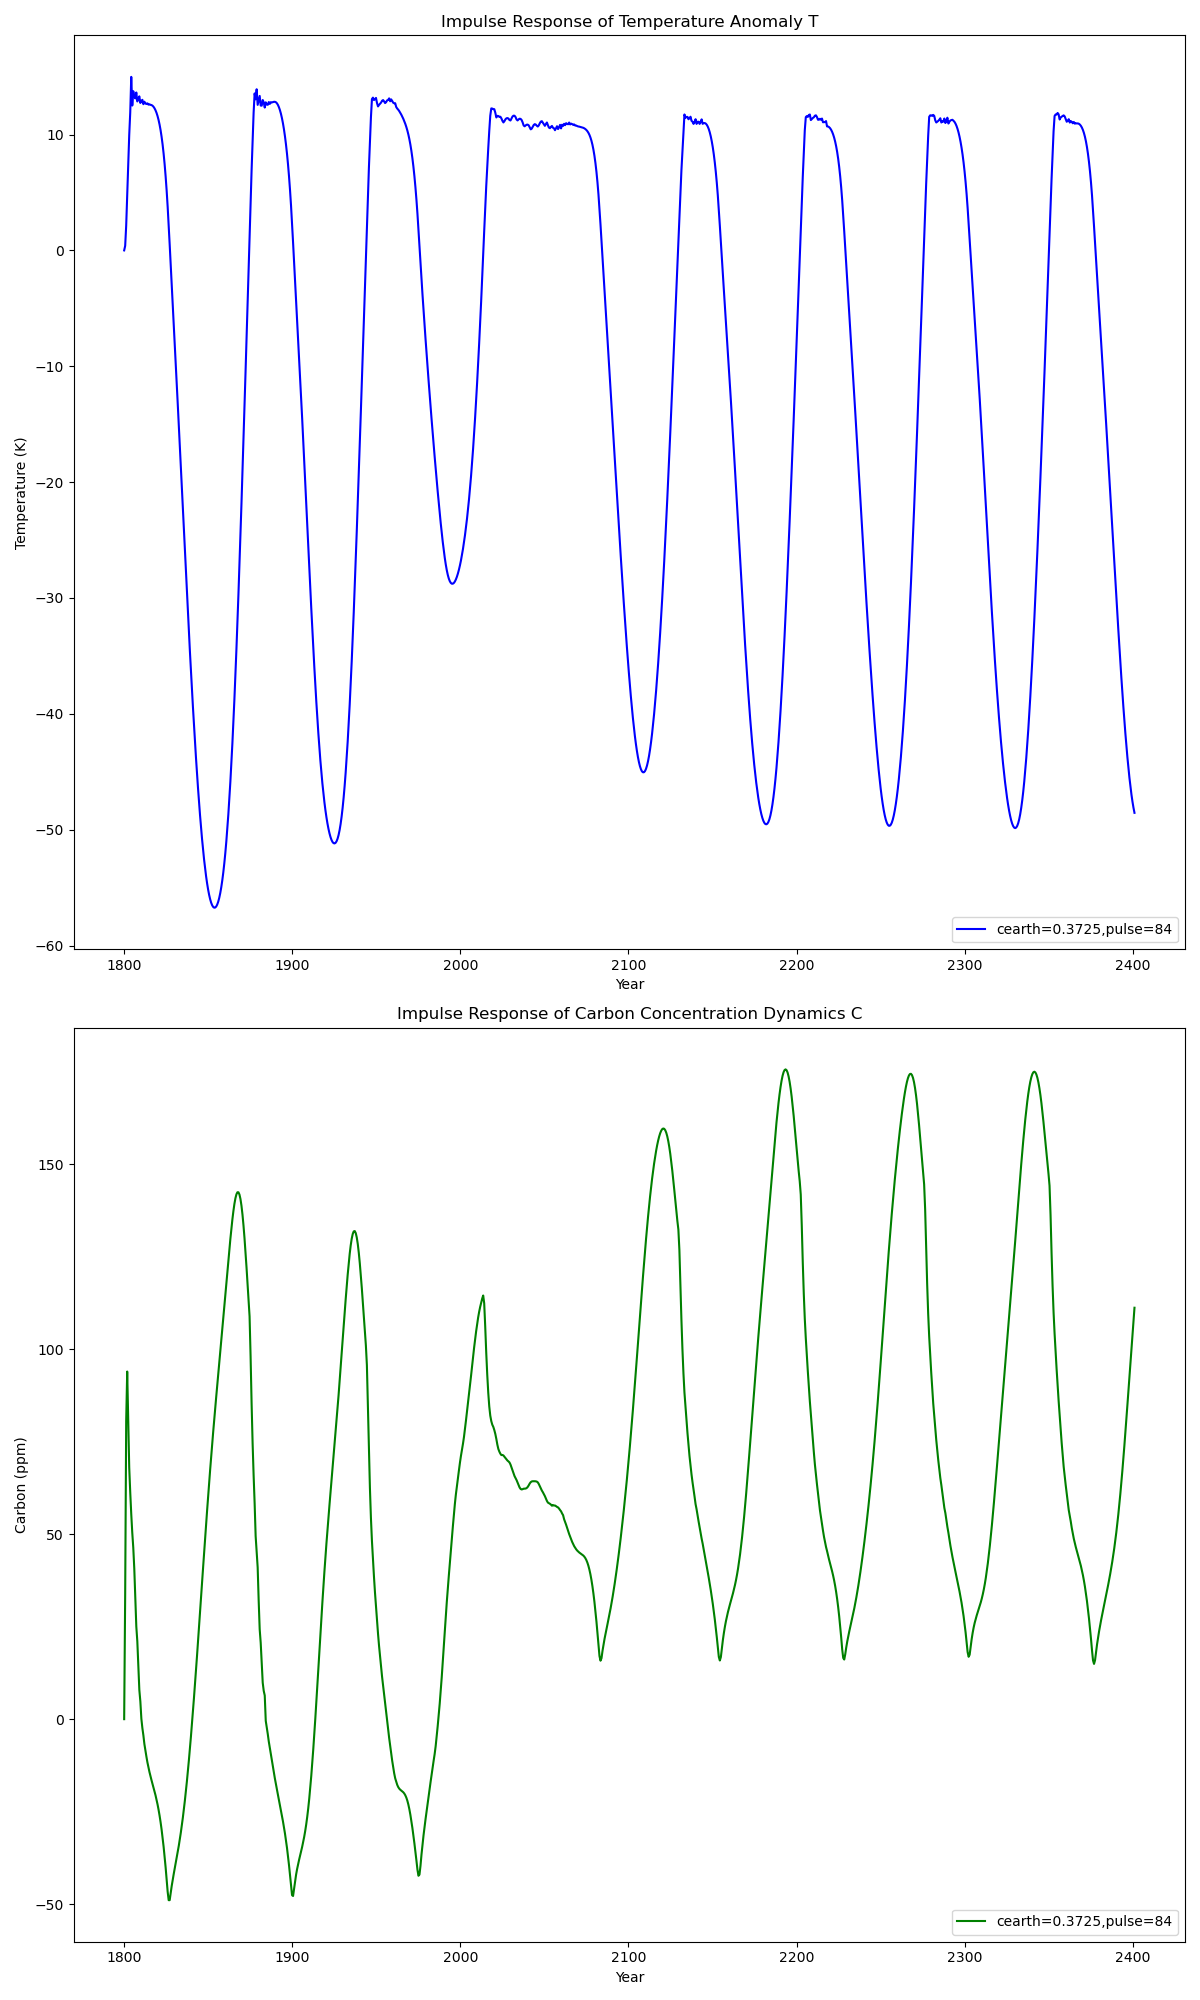 Impulse Response of Temperature Anomaly T
Temperature (K)
10
0
−10
−20
−30
−40
−50
−60
1800 1900 2000 2100 2200 2300 2400
Year
cearth=0.3725,pulse=84
Impulse Response of Carbon Concentration Dynamics C
Carbon (ppm)
150
100
50
0
−50
1800 1900 2000 2100 2200 2300 2400
Year
cearth=0.3725,pulse=84